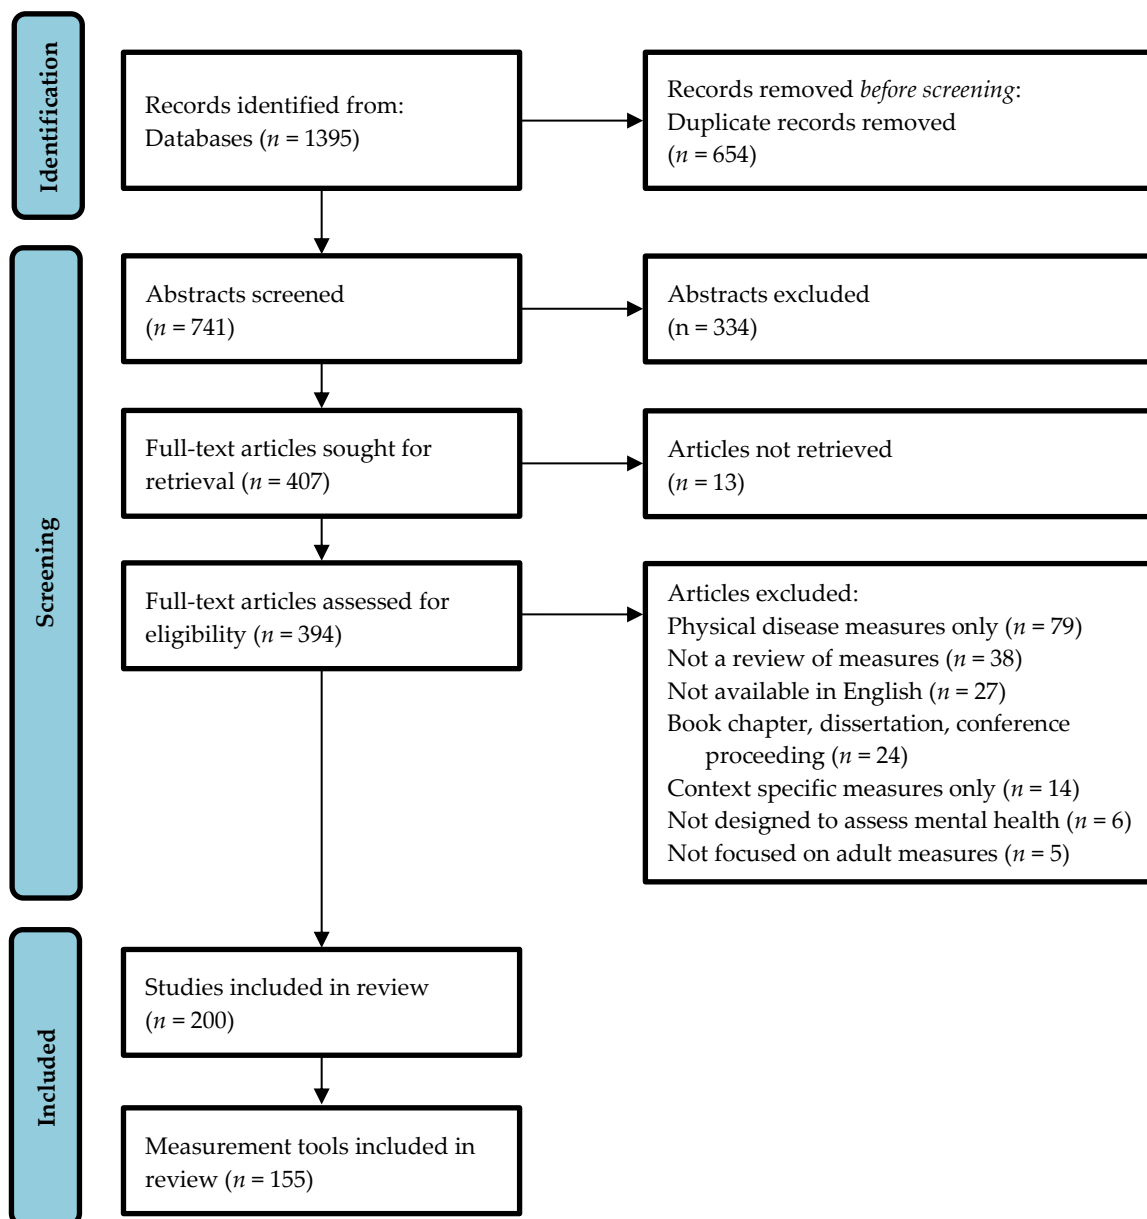 Identification
Records identified from:
Databases (n = 1395)
Records removed before screening:
Duplicate records removed
(n = 654)
Screening
Abstracts screened
(n = 741)
Abstracts excluded
(n = 334)
Full-text articles sought for
retrieval (n = 407)
Articles not retrieved
(n = 13)
Full-text articles assessed for
eligibility (n = 394)
Articles excluded:
Physical disease measures only (n = 79)
Not a review of measures (n = 38)
Not available in English (n = 27)
Book chapter, dissertation, conference
proceeding (n = 24)
Context specific measures only (n = 14)
Not designed to assess mental health (n = 6)
Not focused on adult measures (n = 5)
Included
Studies included in review
(n = 200)
Measurement tools included in
review (n = 155)